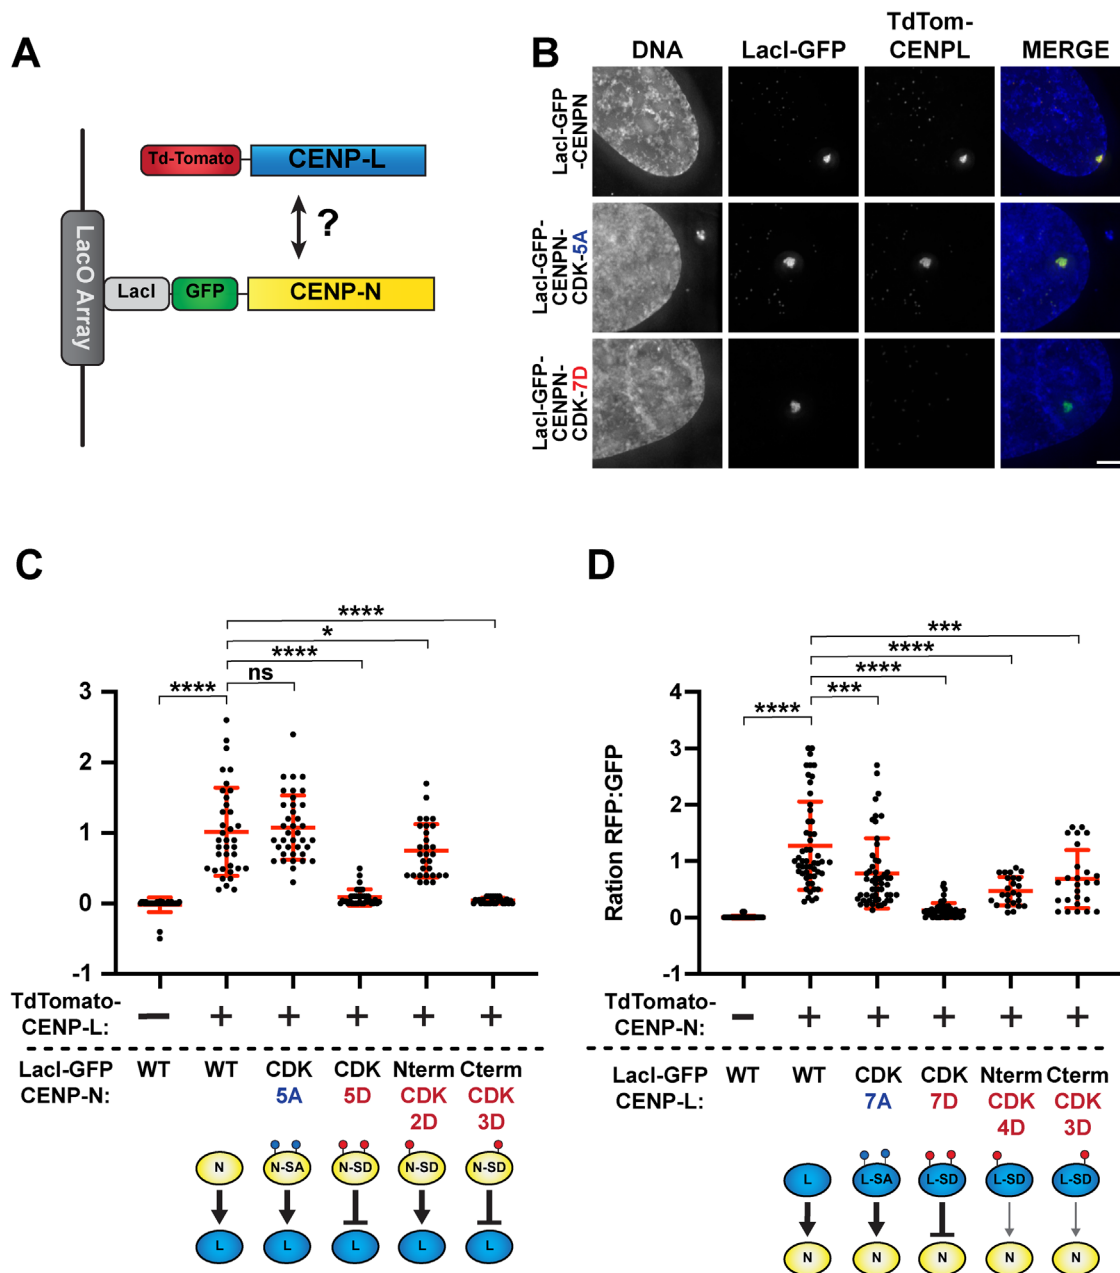 A
Td-Tomato
CENP-L
?
LacO Array
LacI
GFP
CENP-N
B
DNA
LacI-GFP
TdTom-
CENPL
MERGE
LacI-GFP
-CENPN
LacI-GFP-
CENPN-
CDK-5A
LacI-GFP-
CENPN-
CDK-7D
C
****
*
****
ns
****
3
2
1
0
-1
TdTomato-
CENP-L:
— + + + + +
LacI-GFP
CENP-N:
WT
WT
CDK
5A
CDK
5D
Nterm
CDK
2D
Cterm
CDK
3D
N
N-SA
N-SD
N-SD
N-SD
L
L
L
L
L
D
***
****
****
***
****
Ration RFP:GFP
4
3
2
1
0
-1
TdTomato-
CENP-N:
– + + + + +
LacI-GFP
CENP-L:
WT
WT
CDK
7A
CDK
7D
Nterm
CDK
4D
Cterm
CDK
3D
L
L-SA
L-SD
L-SD
L-SD
N
N
N
N
N